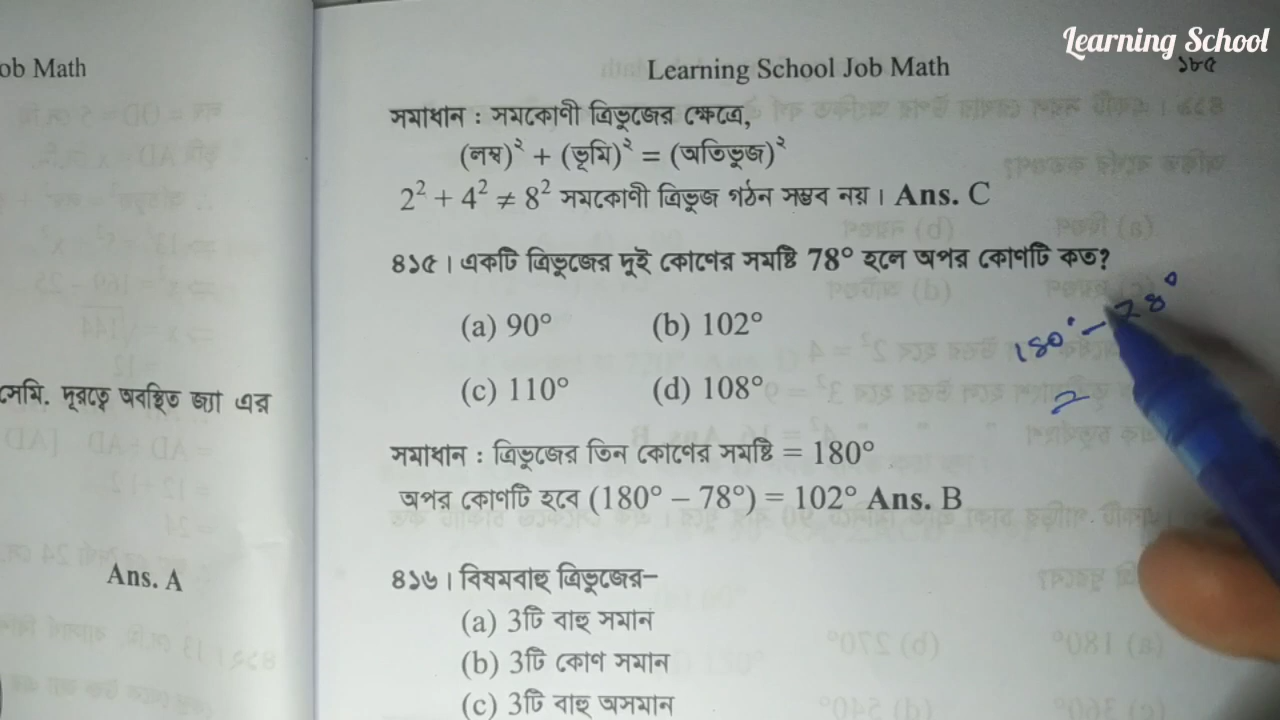 Learning School
ob Math
Learning School Job Math
১৮৫
সমাধান : সমকোণী ত্রিভুজের ক্ষেত্রে,
(লম্ব)^২ + (ভূমি)^২ = (অতিভুজ)^২
2² + 4² ≠ 8² সমকোণী ত্রিভুজ গঠন সম্ভব নয়। Ans. C
৪১৫। একটি ত্রিভুজের দুই কোণের সমষ্টি 78° হলে অপর কোণটি কত?
(a) 90° (b) 102°
(c) 110° (d) 108°
180° − 78°
2
সেমি. দূরত্বে অবস্থিত জ্যা এর
সমাধান : ত্রিভুজের তিন কোণের সমষ্টি = 180°
অপর কোণটি হবে (180° − 78°) = 102° Ans. B
Ans. A
৪১৬। বিষমবাহু ত্রিভুজের–
(a) 3টি বাহু সমান
(b) 3টি কোণ সমান
(c) 3টি বাহু অসমান